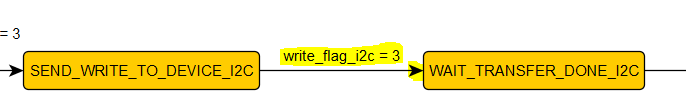 = 3
write_flag_i2c = 3
SEND_WRITE_TO_DEVICE_I2C
WAIT_TRANSFER_DONE_I2C